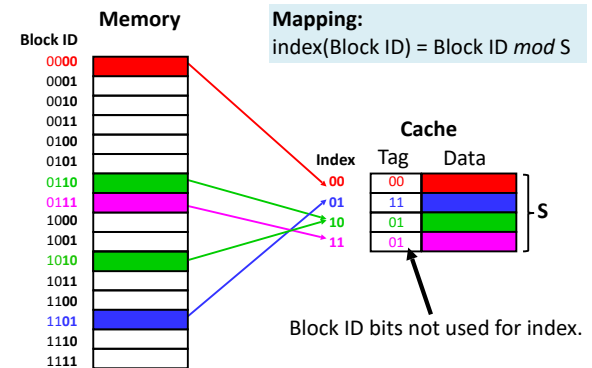 Memory
Mapping:
index(Block ID) = Block ID mod S
Block ID
0000
0001
0010
0011
0100
0101
0110
0111
1000
1001
1010
1011
1100
1101
1110
1111
Cache
Index Tag Data
00 00
01 11
10 01
11 01
S
Block ID bits not used for index.